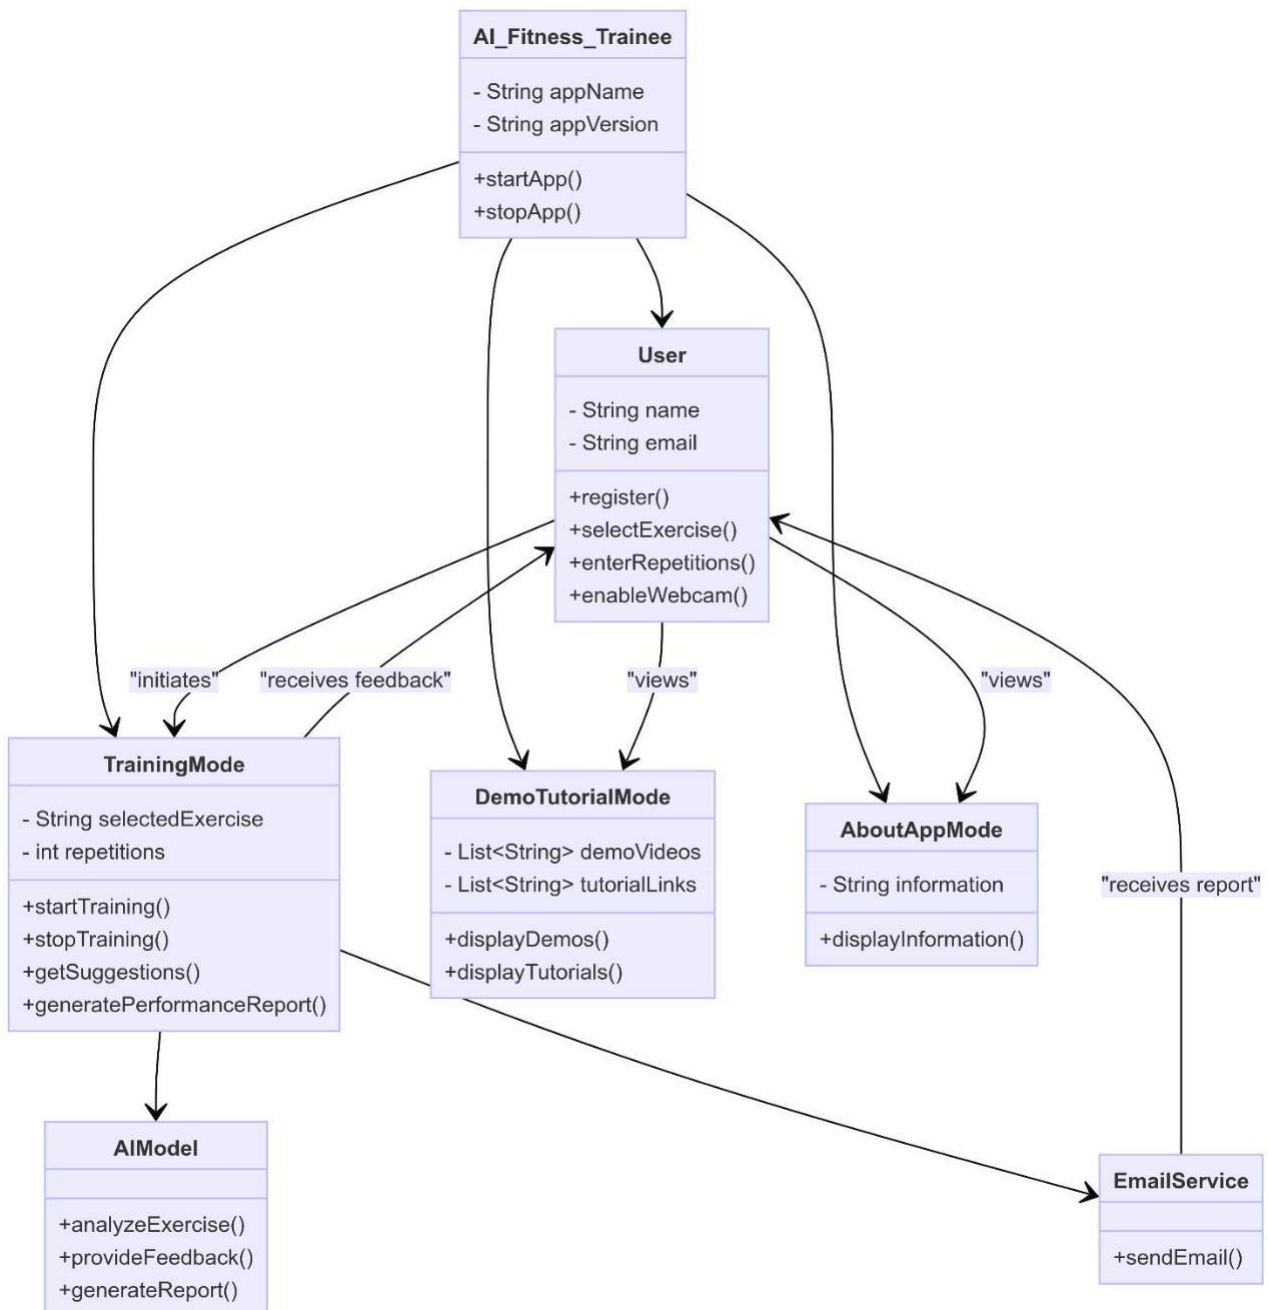 AI_Fitness_Trainee
- String appName
- String appVersion
+startApp()
+stopApp()
User
- String name
- String email
+register()
+selectExercise()
+enterRepetitions()
+enableWebcam()
"initiates"
"receives feedback"
"views"
"views"
TrainingMode
- String selectedExercise
- int repetitions
+startTraining()
+stopTraining()
+getSuggestions()
+generatePerformanceReport()
DemoTutorialMode
- List<String> demoVideos
- List<String> tutorialLinks
+displayDemos()
+displayTutorials()
AboutAppMode
- String information
+displayInformation()
"receives report"
AIModel
+analyzeExercise()
+provideFeedback()
+generateReport()
EmailService
+sendEmail()